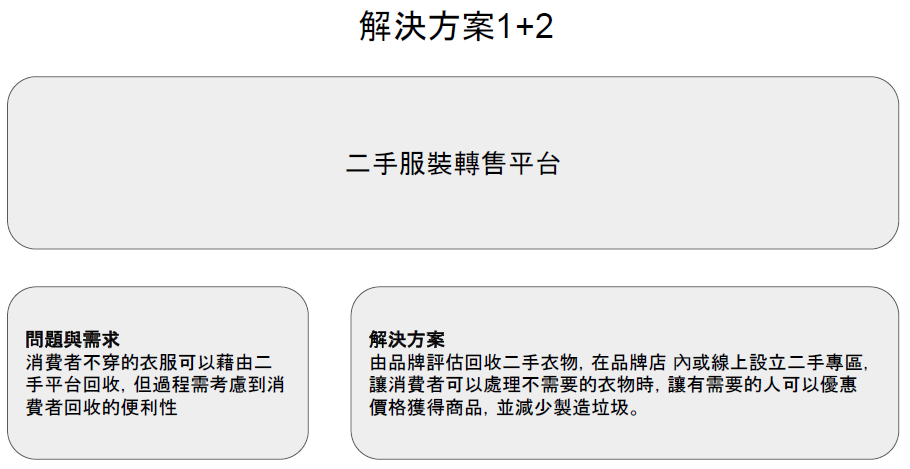 解決方案1+2
二手服裝轉售平台
問題與需求
消費者不穿的衣服可以藉由二
手平台回收, 但過程需考慮到消
費者回收的便利性
解決方案
由品牌評估回收二手衣物, 在品牌店 內或線上設立二手專區,
讓消費者可以處理不需要的衣物時, 讓有需要的人可以優惠
價格獲得商品, 並減少製造垃圾。